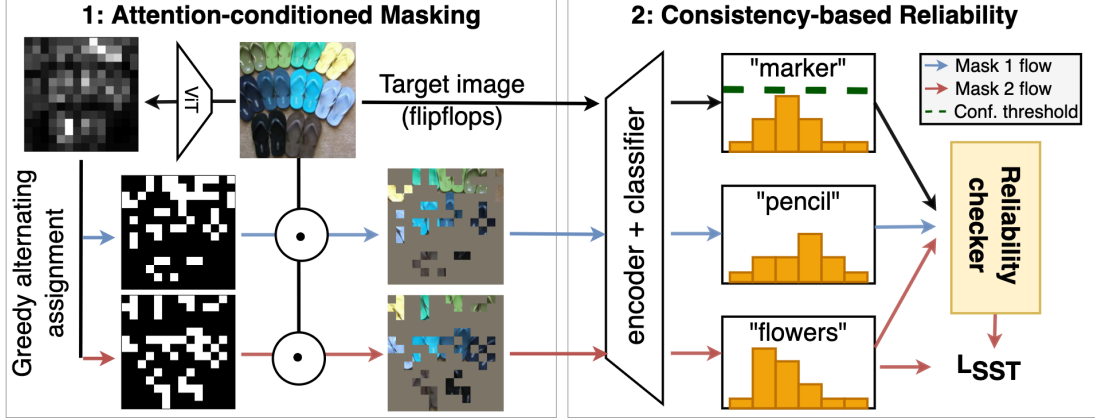 1: Attention-conditioned Masking
2: Consistency-based Reliability
ViT
Target image
(flipflops)
Greedy alternating
assignment
encoder + classifier
"marker"
"pencil"
"flowers"
Mask 1 flow
Mask 2 flow
Conf. threshold
Reliability
checker
LSST